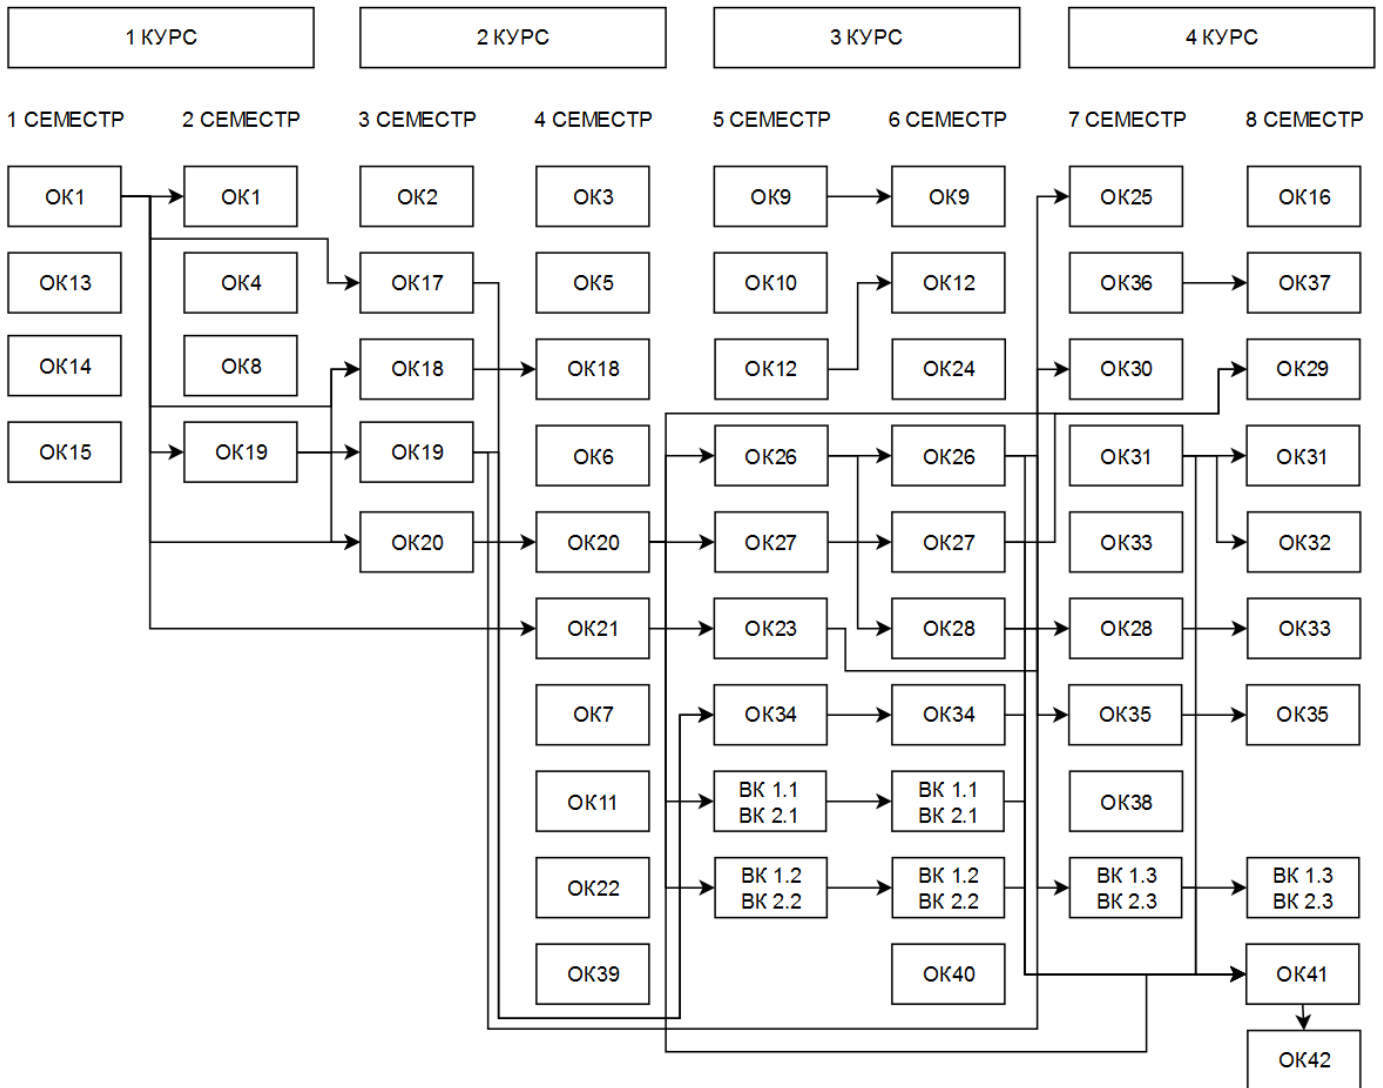 1 КУРС
2 КУРС
3 КУРС
4 КУРС
1 СЕМЕСТР
2 СЕМЕСТР
3 СЕМЕСТР
4 СЕМЕСТР
5 СЕМЕСТР
6 СЕМЕСТР
7 СЕМЕСТР
8 СЕМЕСТР
ОК1
ОК1
ОК2
ОК3
ОК9
ОК9
ОК25
ОК16
ОК13
ОК4
ОК17
ОК5
ОК10
ОК12
ОК36
ОК37
ОК14
ОК8
ОК18
ОК18
ОК12
ОК24
ОК30
ОК29
ОК15
ОК19
ОК19
ОК6
ОК26
ОК26
ОК31
ОК31
ОК20
ОК20
ОК27
ОК27
ОК33
ОК32
ОК21
ОК23
ОК28
ОК28
ОК33
ОК7
ОК34
ОК34
ОК35
ОК35
ОК11
ВК 1.1
ВК 2.1
ВК 1.1
ВК 2.1
ОК38
ОК22
ВК 1.2
ВК 2.2
ВК 1.2
ВК 2.2
ВК 1.3
ВК 2.3
ВК 1.3
ВК 2.3
ОК39
ОК40
ОК41
ОК42